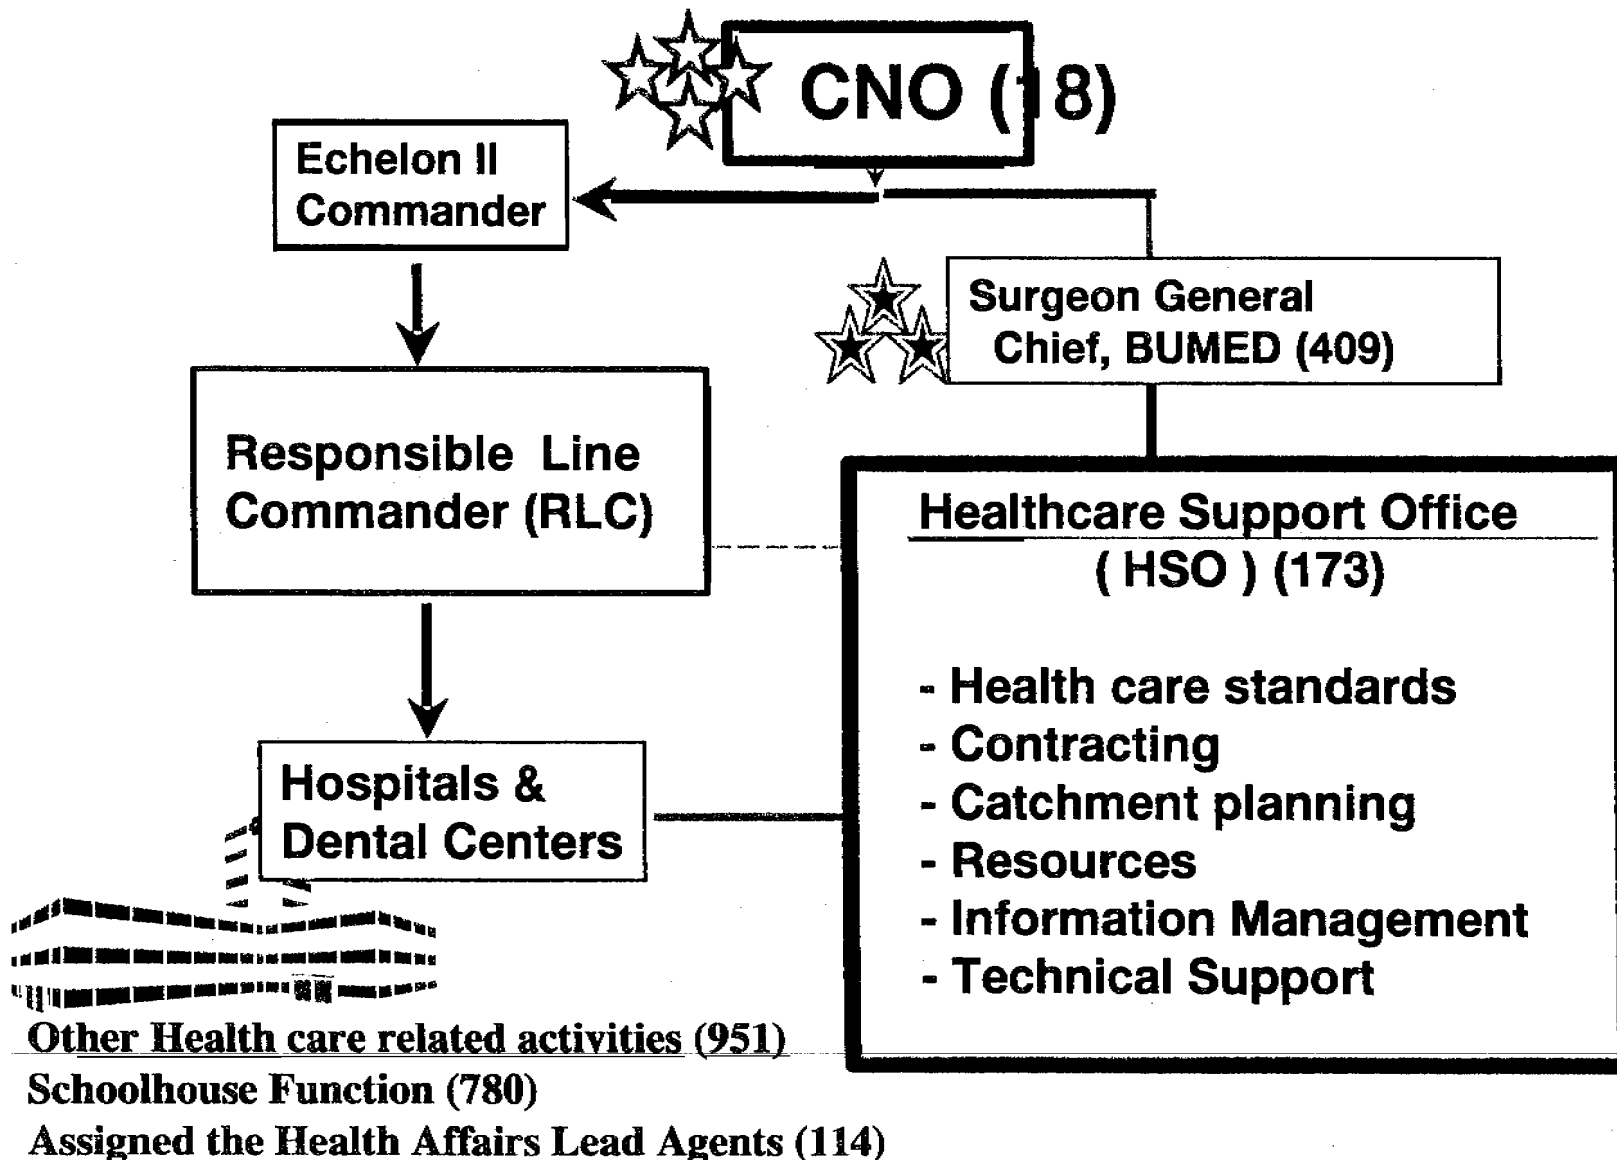 CNO (18)
Echelon II
Commander
Surgeon General
Chief, BUMED (409)
Responsible Line
Commander (RLC)
Healthcare Support Office
( HSO ) (173)
- Health care standards
- Contracting
- Catchment planning
- Resources
- Information Management
- Technical Support
Hospitals &
Dental Centers
Other Health care related activities (951)
Schoolhouse Function (780)
Assigned the Health Affairs Lead Agents (114)